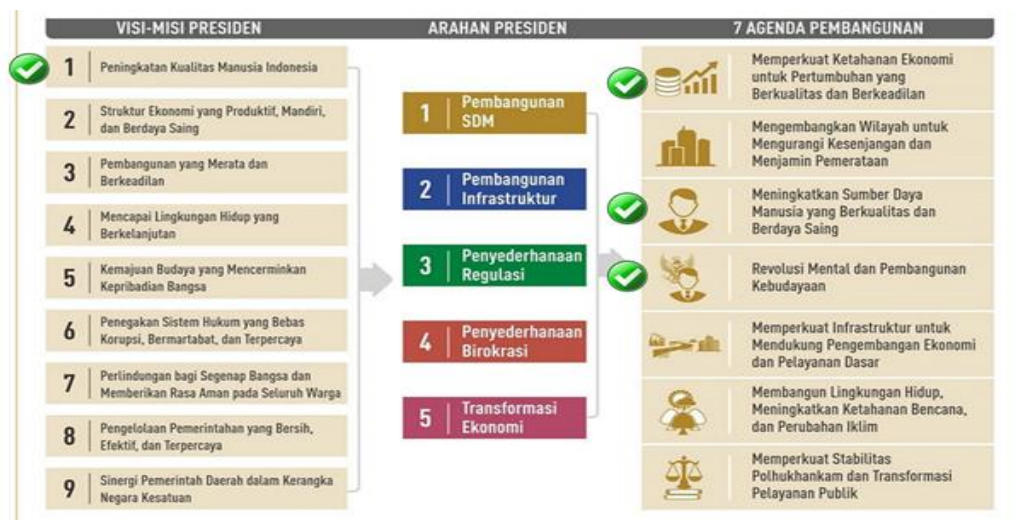 VISI-MISI PRESIDEN
1
Peningkatan Kualitas Manusia Indonesia
2
Struktur Ekonomi yang Produktif, Mandiri,
dan Berdaya Saing
3
Pembangunan yang Merata dan
Berkeadilan
4
Mencapai Lingkungan Hidup yang
Berkelanjutan
5
Kemajuan Budaya yang Mencerminkan
Kepribadian Bangsa
6
Penegakan Sistem Hukum yang Bebas
Korupsi, Bermartabat, dan Terpercaya
7
Perlindungan bagi Segenap Bangsa dan
Memberikan Rasa Aman pada Seluruh Warga
8
Pengelolaan Pemerintahan yang Bersih,
Efektif, dan Terpercaya
9
Sinergi Pemerintah Daerah dalam Kerangka
Negara Kesatuan
ARAHAN PRESIDEN
1
Pembangunan
SDM
2
Pembangunan
Infrastruktur
3
Penyederhanaan
Regulasi
4
Penyederhanaan
Birokrasi
5
Transformasi
Ekonomi
7 AGENDA PEMBANGUNAN
Memperkuat Ketahanan Ekonomi
untuk Pertumbuhan yang
Berkualitas dan Berkeadilan
Mengembangkan Wilayah untuk
Mengurangi Kesenjangan dan
Menjamin Pemerataan
Meningkatkan Sumber Daya
Manusia yang Berkualitas dan
Berdaya Saing
Revolusi Mental dan Pembangunan
Kebudayaan
Memperkuat Infrastruktur untuk
Mendukung Pengembangan Ekonomi
dan Pelayanan Dasar
Membangun Lingkungan Hidup,
Meningkatkan Ketahanan Bencana,
dan Perubahan Iklim
Memperkuat Stabilitas
Polhukhankam dan Transformasi
Pelayanan Publik